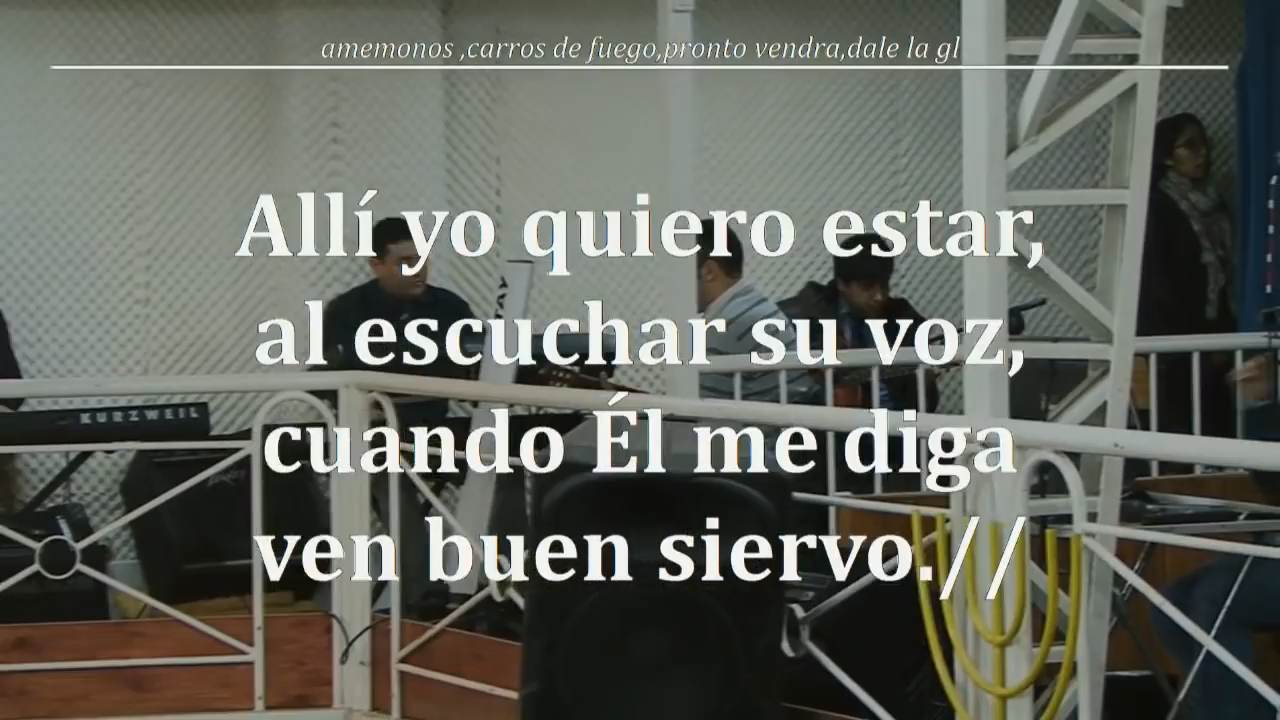 amemonos ,carros de fuego,pronto vendra,dale la gl
Allí yo quiero estar,
al escuchar su voz,
cuando Él me diga
ven buen siervo.//
KURZWEIL